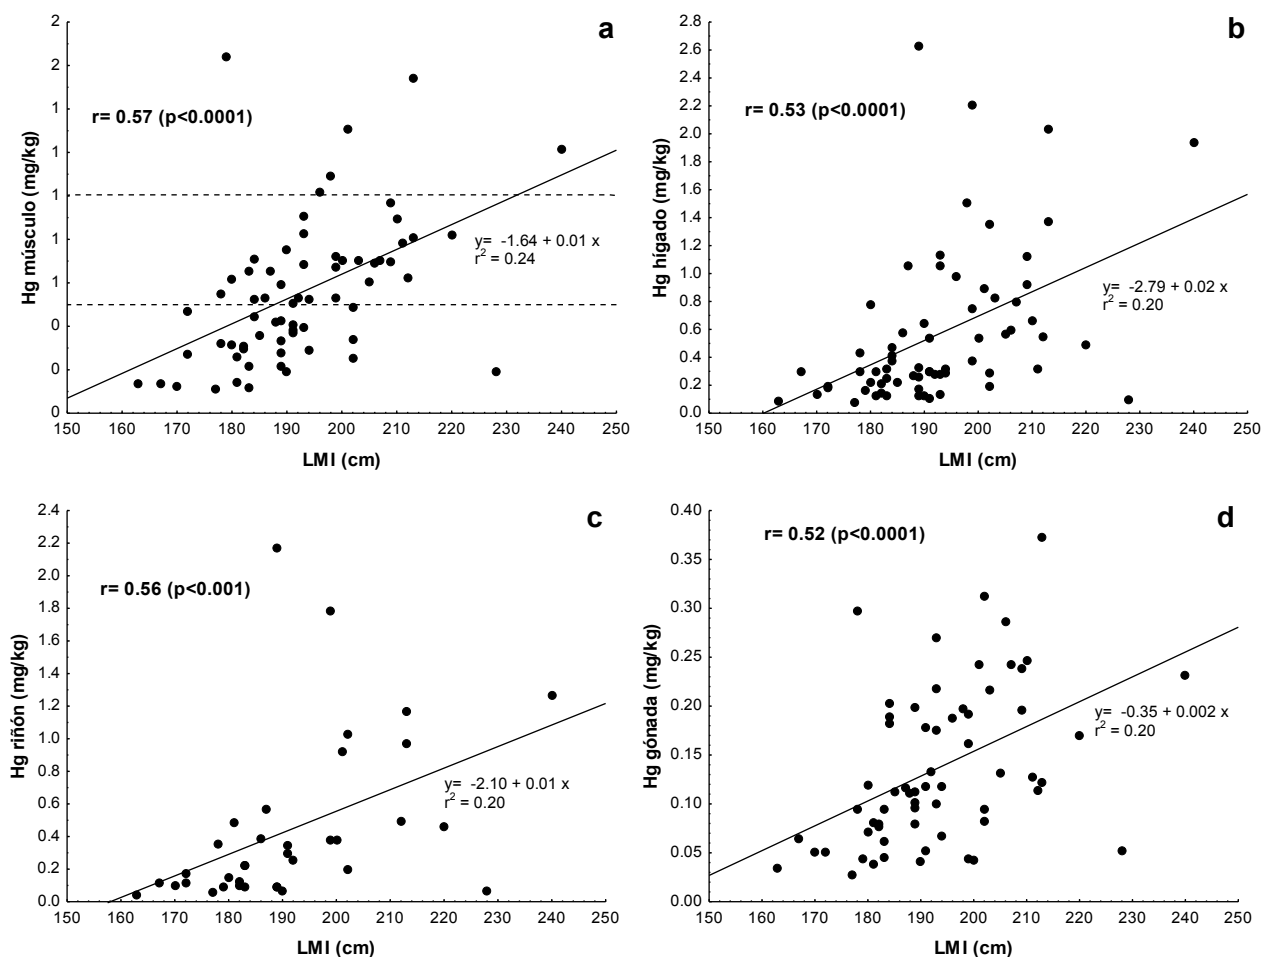 a
r= 0.57 (p<0.0001)
Hg músculo (mg/kg)
2
2
1
1
1
1
1
0
0
0
y= -1.64 + 0.01 x
r² = 0.24
150 160 170 180 190 200 210 220 230 240 250
LMI (cm)
b
r= 0.53 (p<0.0001)
Hg hígado (mg/kg)
2.8
2.6
2.4
2.2
2.0
1.8
1.6
1.4
1.2
1.0
0.8
0.6
0.4
0.2
0.0
y= -2.79 + 0.02 x
r² = 0.20
150 160 170 180 190 200 210 220 230 240 250
LMI (cm)
c
r= 0.56 (p<0.001)
Hg riñón (mg/kg)
2.4
2.2
2.0
1.8
1.6
1.4
1.2
1.0
0.8
0.6
0.4
0.2
0.0
y= -2.10 + 0.01 x
r² = 0.20
150 160 170 180 190 200 210 220 230 240 250
LMI (cm)
d
r= 0.52 (p<0.0001)
Hg gónada (mg/kg)
0.40
0.35
0.30
0.25
0.20
0.15
0.10
0.05
0.00
y= -0.35 + 0.002 x
r² = 0.20
150 160 170 180 190 200 210 220 230 240 250
LMI (cm)